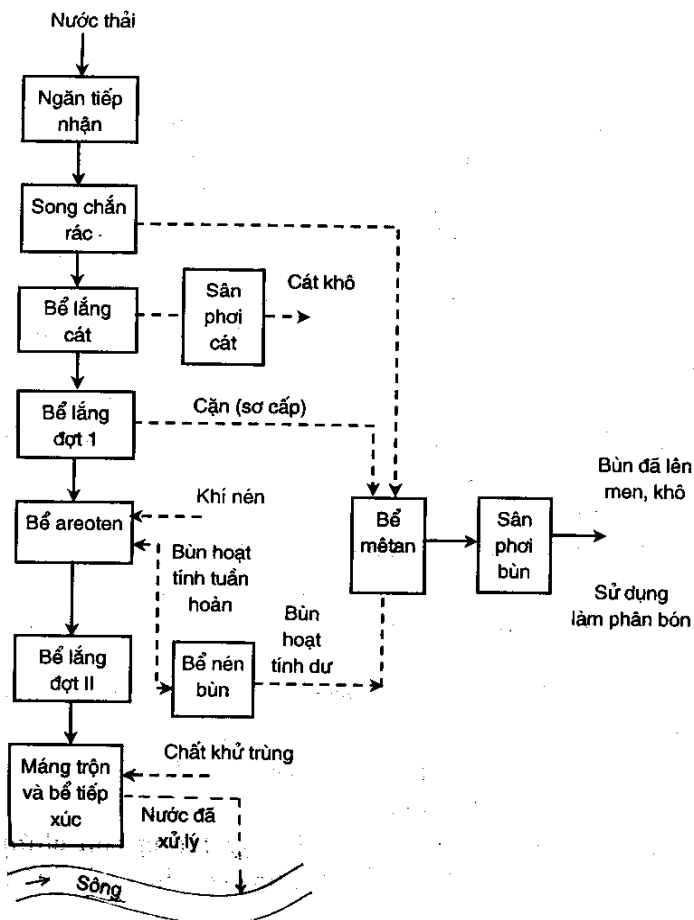 Nước thải
Ngăn tiếp
nhận
Song chắn
rác
Bể lắng
cát
Sân
phơi
cát
Cát khô
Bể lắng
đợt 1
Cặn (sơ cấp)
Bể areoten
Khí nén
Bùn hoạt
tính tuần
hoàn
Bể
mêtan
Sân
phơi
bùn
Bùn đã lên
men, khô
Sử dụng
làm phân bón
Bể lắng
đợt II
Bể nén
bùn
Bùn
hoạt
tính dư
Máng trộn
và bể tiếp
xúc
Chất khử trùng
Nước đã
xử lý
Sông